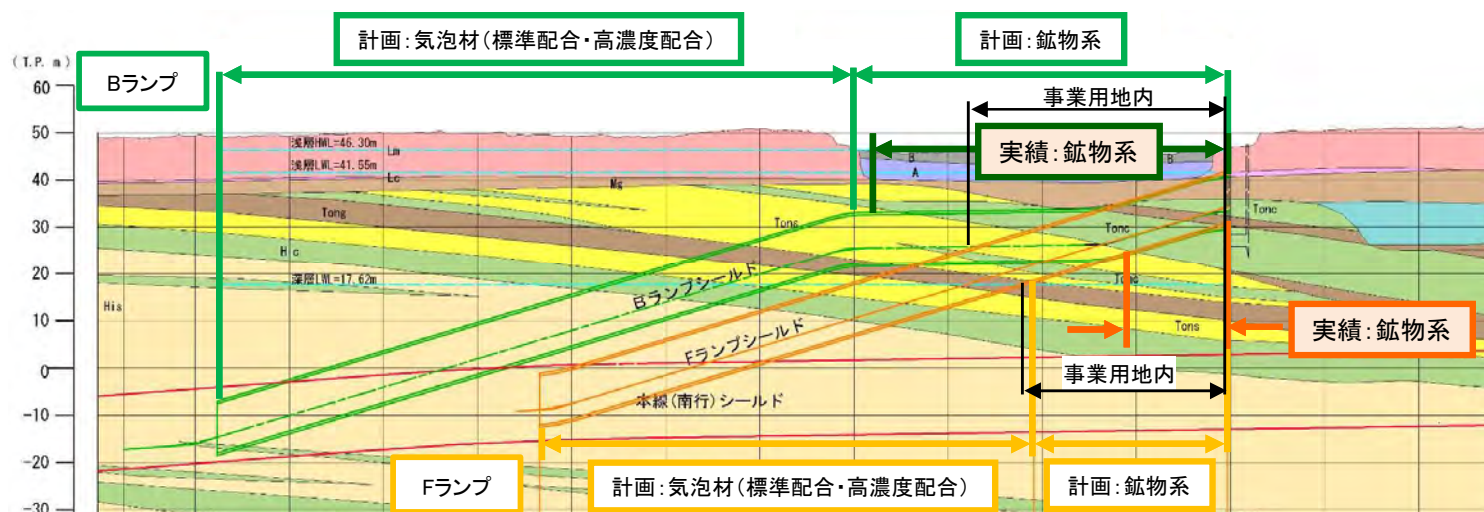 計画：気泡材（標準配合・高濃度配合）
計画：鉱物系
(T.P. m)
Bランプ
60
事業用地内
50
浅層HWL=46.30m
Lm
実績：鉱物系
B
B
浅層LWL=41.55m
A
40
Lc
Ms
Tong
Tons
Tonc
30
Tonc
Hic
20
深層LWL=17.62m
Bランプシールド
Tonc
His
10
Fランプシールド
Tons
実績：鉱物系
0
事業用地内
本線(南行)シールド
-10
-20
Fランプ
計画：気泡材（標準配合・高濃度配合）
計画：鉱物系
-30